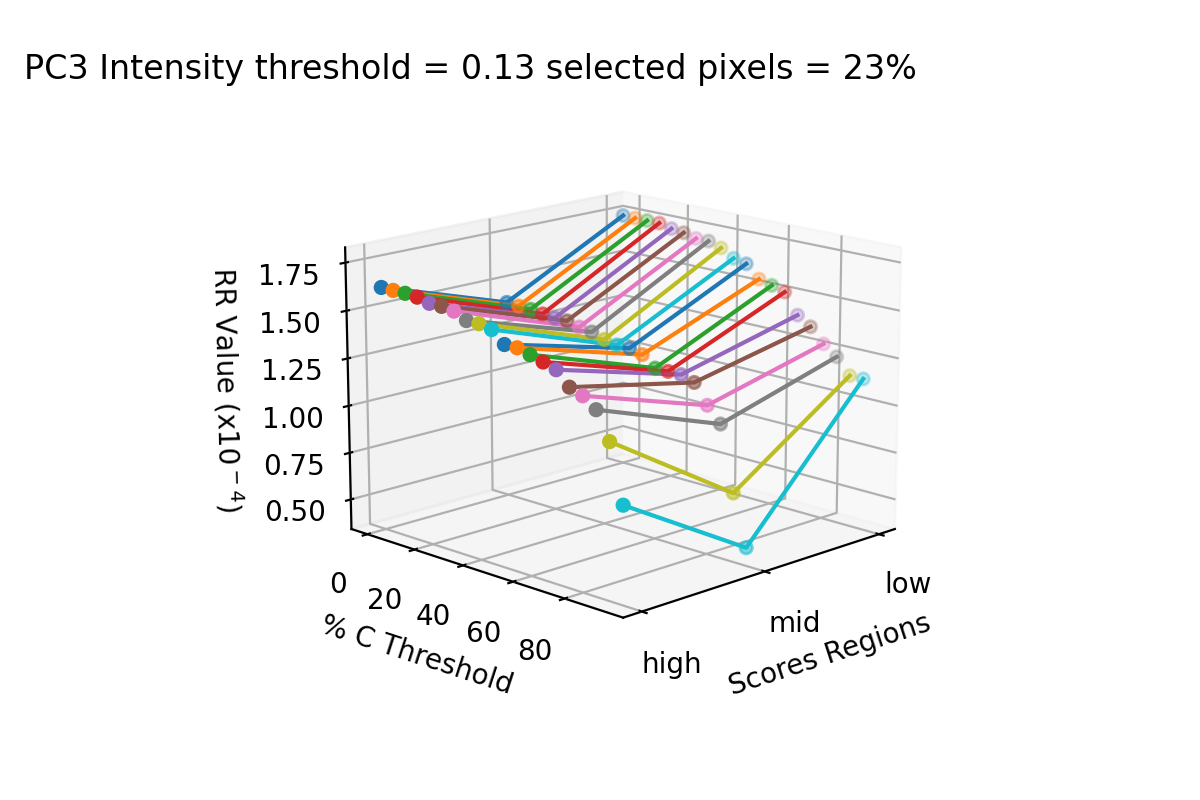 PC3 Intensity threshold = 0.13 selected pixels = 23%
RR Value (x10⁻⁴)
1.75
1.50
1.25
1.00
0.75
0.50
0
20
40
60
80
% C Threshold
high
mid
low
Scores Regions